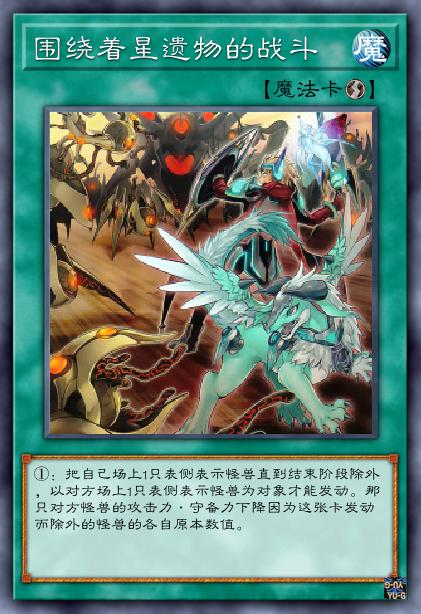 围绕着星遗物的战斗
魔
【魔法卡】
①：把自己场上1只表侧表示怪兽直到结束阶段除外
，以对方场上1只表侧表示怪兽为对象才能发动。那
只对方怪兽的攻击力·守备力下降因为这张卡发动
而除外的怪兽的各自原本数值。
YU-G